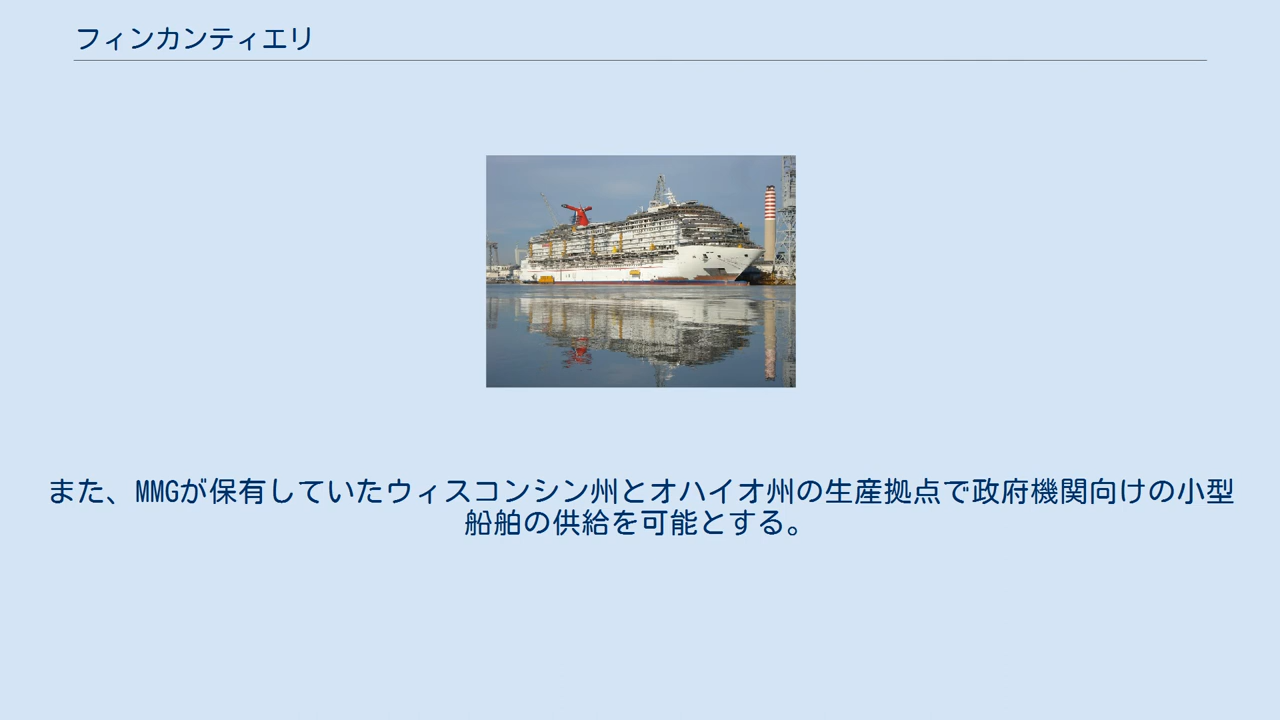 フィンカンティエリ
また、MMGが保有していたウィスコンシン州とオハイオ州の生産拠点で政府機関向けの小型
船舶の供給を可能とする。